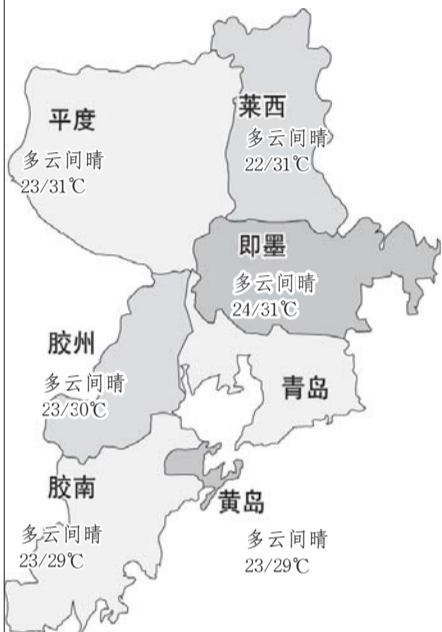 平度
多云间晴
23/31℃
莱西
多云间晴
22/31℃
即墨
多云间晴
24/31℃
胶州
多云间晴
23/30℃
青岛
胶南
多云间晴
23/29℃
黄岛
多云间晴
23/29℃